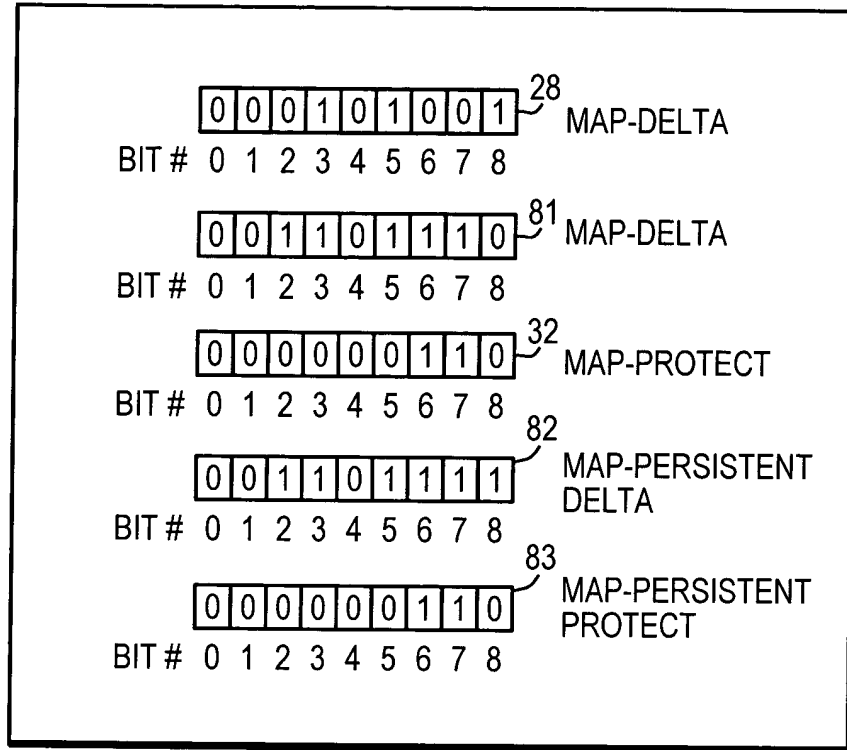 0 0 0 1 0 1 0 0 1 28 MAP-DELTA
BIT # 0 1 2 3 4 5 6 7 8
0 0 1 1 0 1 1 1 0 81 MAP-DELTA
BIT # 0 1 2 3 4 5 6 7 8
0 0 0 0 0 0 1 1 0 32 MAP-PROTECT
BIT # 0 1 2 3 4 5 6 7 8
0 0 1 1 0 1 1 1 1 82 MAP-PERSISTENT
DELTA
BIT # 0 1 2 3 4 5 6 7 8
0 0 0 0 0 0 1 1 0 83 MAP-PERSISTENT
PROTECT
BIT # 0 1 2 3 4 5 6 7 8